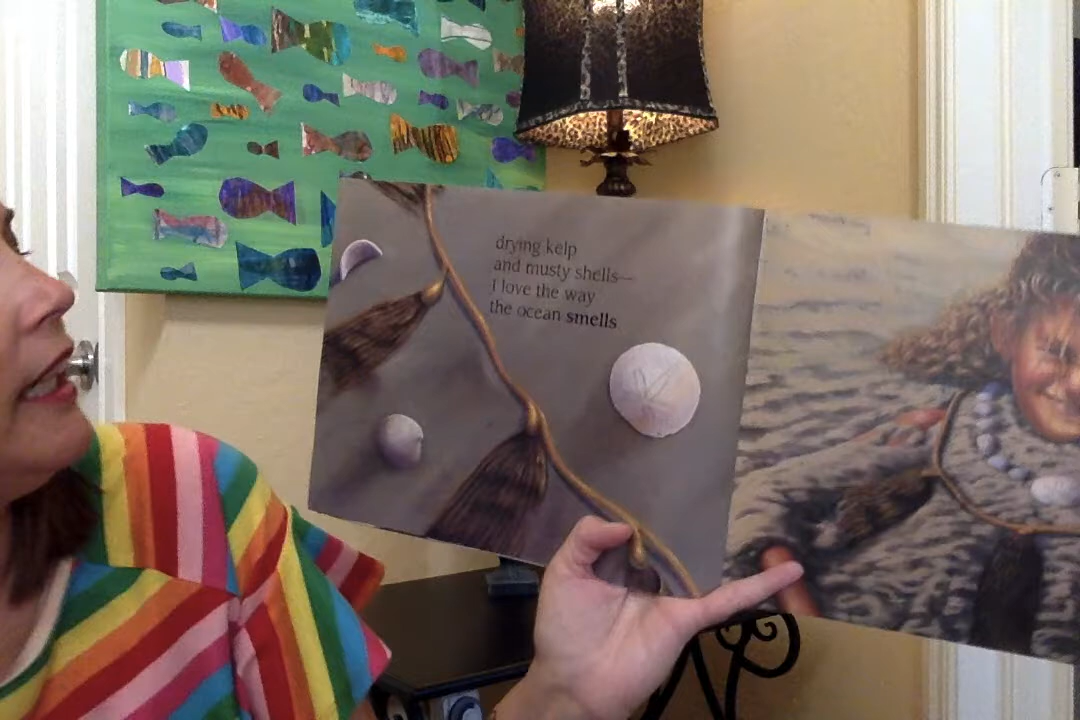 drying kelp
and musty shells—
I love the way
the ocean smells